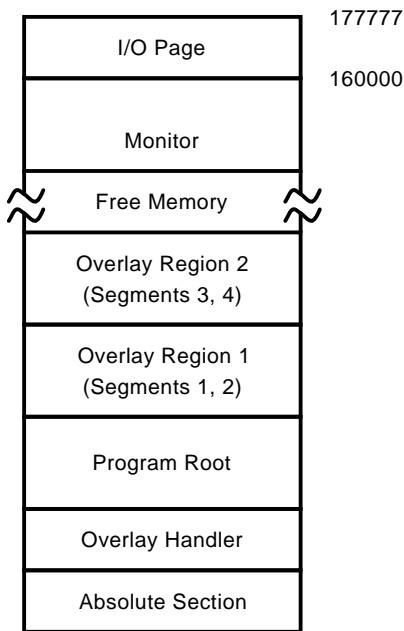 177777
I/O Page
160000
Monitor
Free Memory
Overlay Region 2
(Segments 3, 4)
Overlay Region 1
(Segments 1, 2)
Program Root
Overlay Handler
Absolute Section